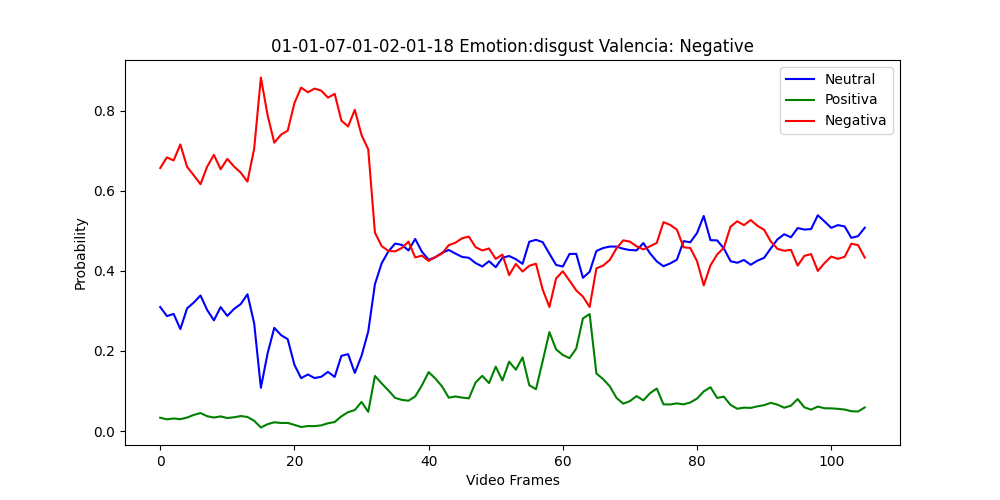 01-01-07-01-02-01-18 Emotion:disgust Valencia: Negative
Neutral
Positiva
Negativa
Probability
0.8
0.6
0.4
0.2
0.0
0 20 40 60 80 100
Video Frames